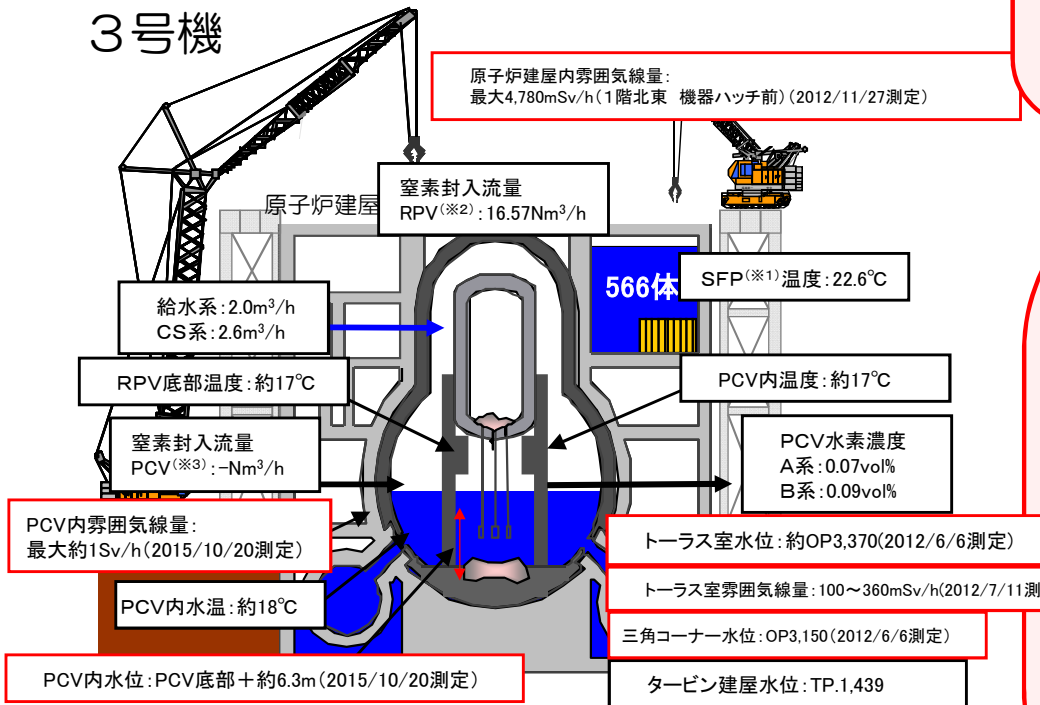 3号機
原子炉建屋内雰囲気線量:
最大4,780mSv/h(1階北東 機器ハッチ前)(2012/11/27測定)
窒素封入流量
RPV(※2):16.57Nm³/h
原子炉建屋
566体
SFP(※1)温度:22.6℃
給水系:2.0m³/h
CS系:2.6m³/h
RPV底部温度:約17℃
PCV内温度:約17℃
窒素封入流量
PCV(※3):-Nm³/h
PCV水素濃度
A系:0.07vol%
B系:0.09vol%
PCV内雰囲気線量:
最大約1Sv/h(2015/10/20測定)
トーラス室水位:約OP3,370(2012/6/6測定)
トーラス室雰囲気線量:100~360mSv/h(2012/7/11測
PCV内水温:約18℃
三角コーナー水位:OP3,150(2012/6/6測定)
PCV内水位:PCV底部+約6.3m(2015/10/20測定)
タービン建屋水位:TP.1,439